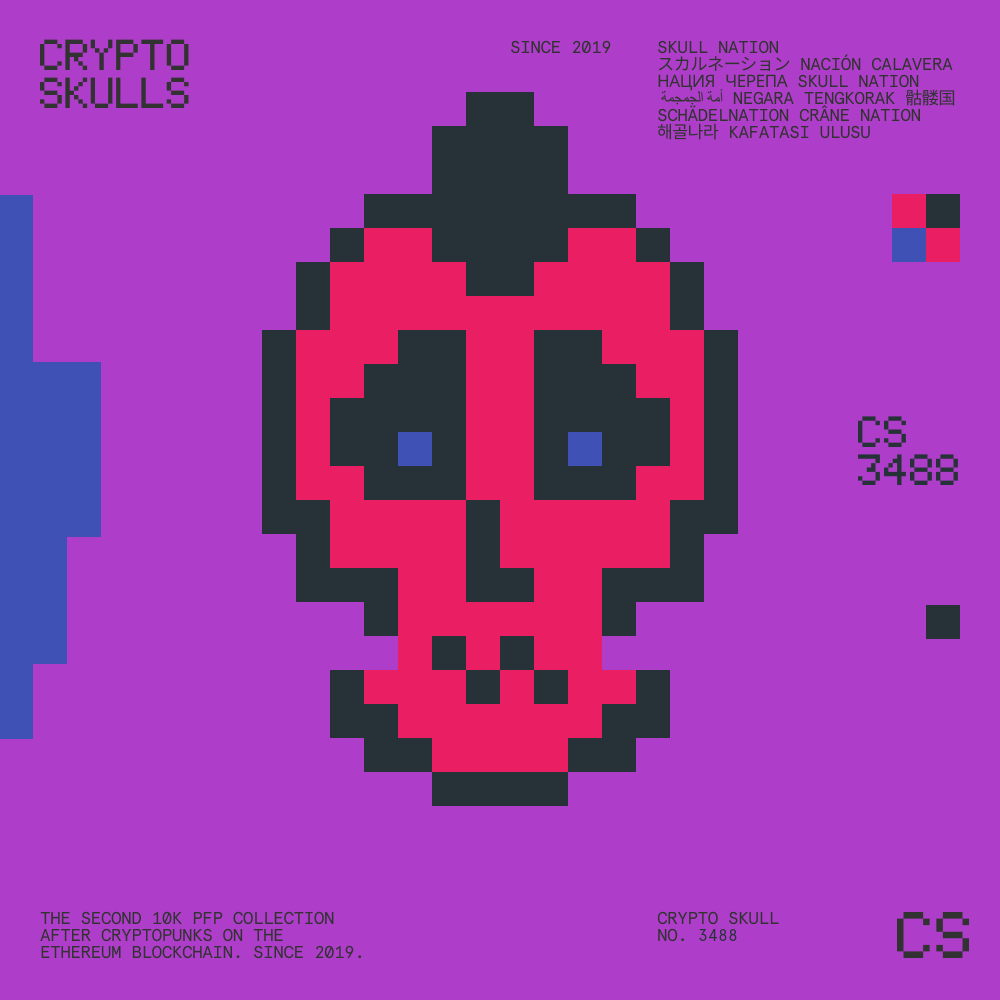 CRYPTO
SKULLS
SINCE 2019
SKULL NATION
スカルネーション NACIÓN CALAVERA
НАЦИЯ ЧЕРЕПА SKULL NATION
أمة الجمجمة NEGARA TENGKORAK 骷髅国
SCHÄDELNATION CRÂNE NATION
해골나라 KAFATASI ULUSU
CS
3488
THE SECOND 10K PFP COLLECTION
AFTER CRYPTOPUNKS ON THE
ETHEREUM BLOCKCHAIN. SINCE 2019.
CRYPTO SKULL
NO. 3488
CS